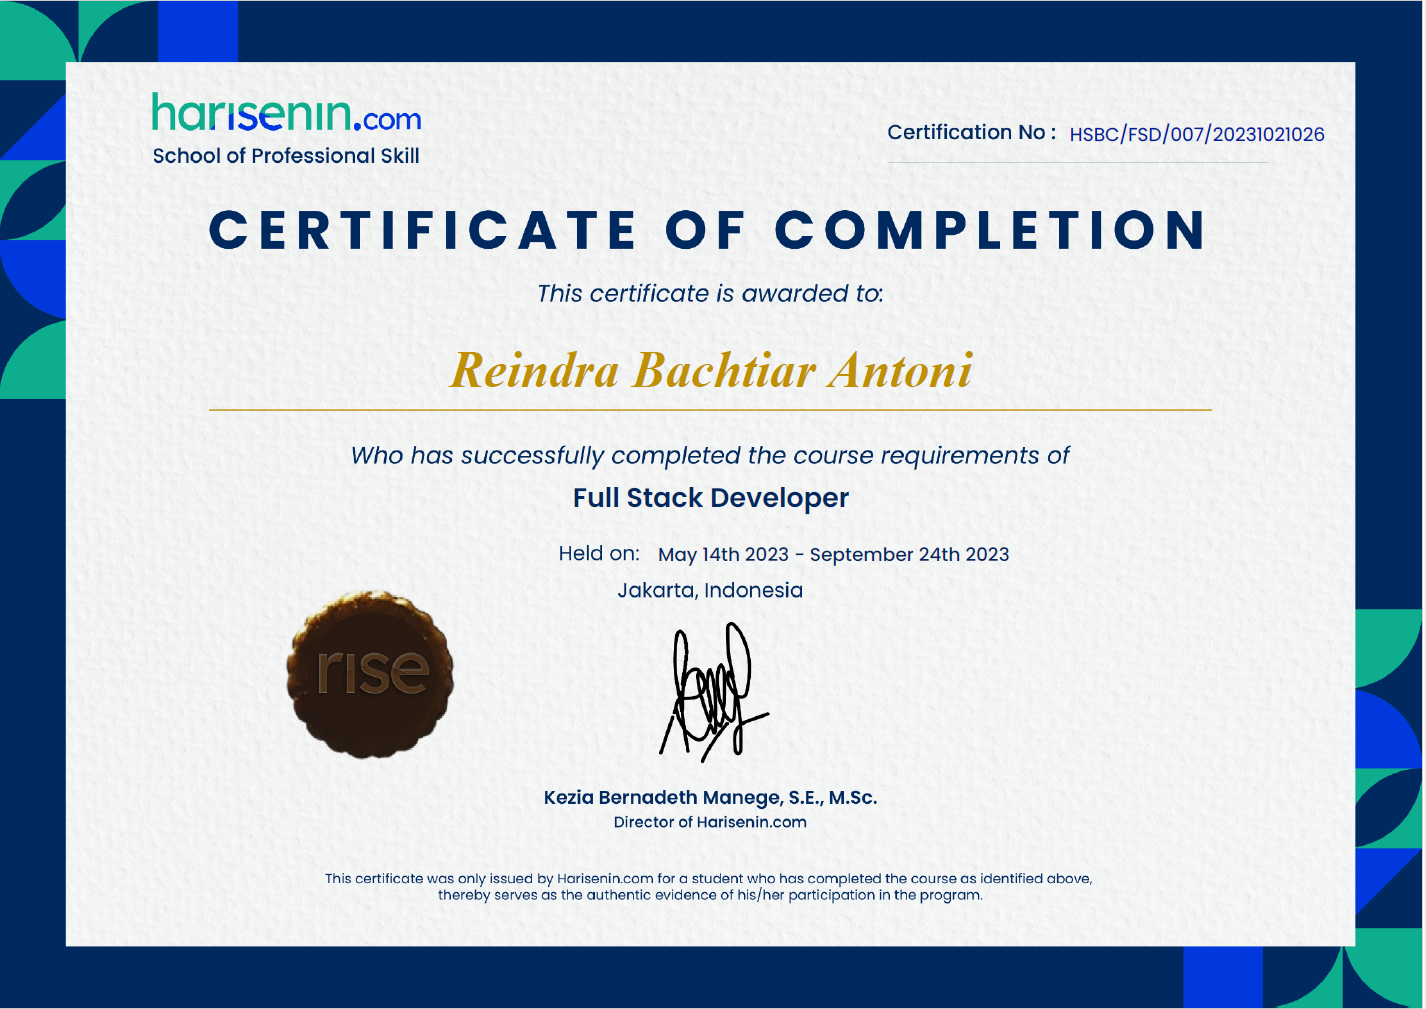 harisenin.com
School of Professional Skill
Certification No : HSBC/FSD/007/20231021026
CERTIFICATE OF COMPLETION
This certificate is awarded to:
Reindra Bachtiar Antoni
Who has successfully completed the course requirements of
Full Stack Developer
Held on: May 14th 2023 - September 24th 2023
Jakarta, Indonesia
rise
Kezia Bernadeth Manege, S.E., M.Sc.
Director of Harisenin.com
This certificate was only issued by Harisenin.com for a student who has completed the course as identified above,
thereby serves as the authentic evidence of his/her participation in the program.